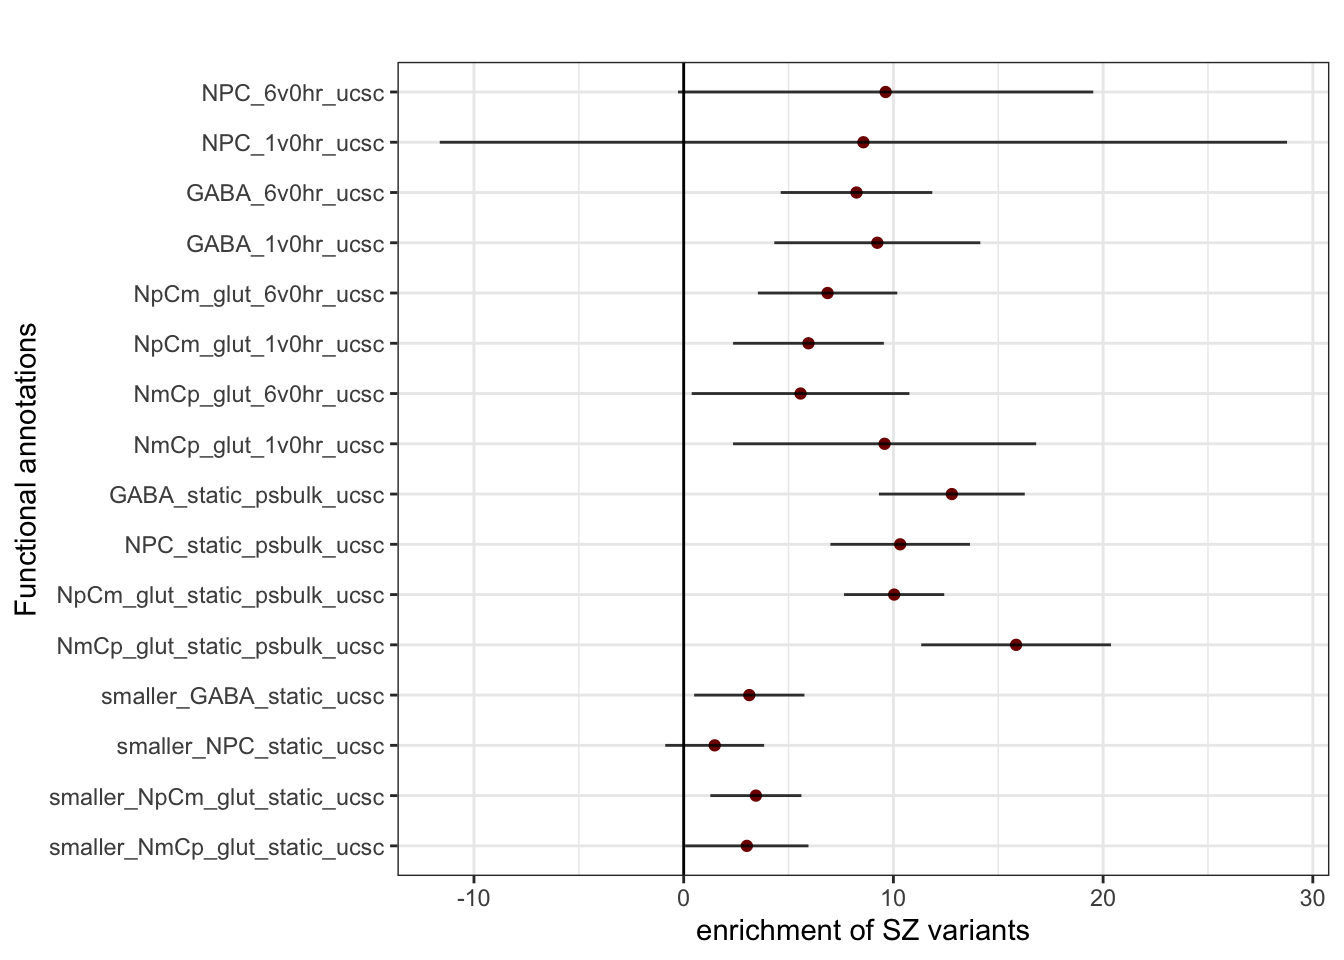 NPC_6v0hr_ucsc
NPC_1v0hr_ucsc
GABA_6v0hr_ucsc
GABA_1v0hr_ucsc
NpCm_glut_6v0hr_ucsc
NpCm_glut_1v0hr_ucsc
NmCp_glut_6v0hr_ucsc
NmCp_glut_1v0hr_ucsc
GABA_static_psbulk_ucsc
NPC_static_psbulk_ucsc
NpCm_glut_static_psbulk_ucsc
NmCp_glut_static_psbulk_ucsc
smaller_GABA_static_ucsc
smaller_NPC_static_ucsc
smaller_NpCm_glut_static_ucsc
smaller_NmCp_glut_static_ucsc
Functional annotations
-10 0 10 20 30
enrichment of SZ variants